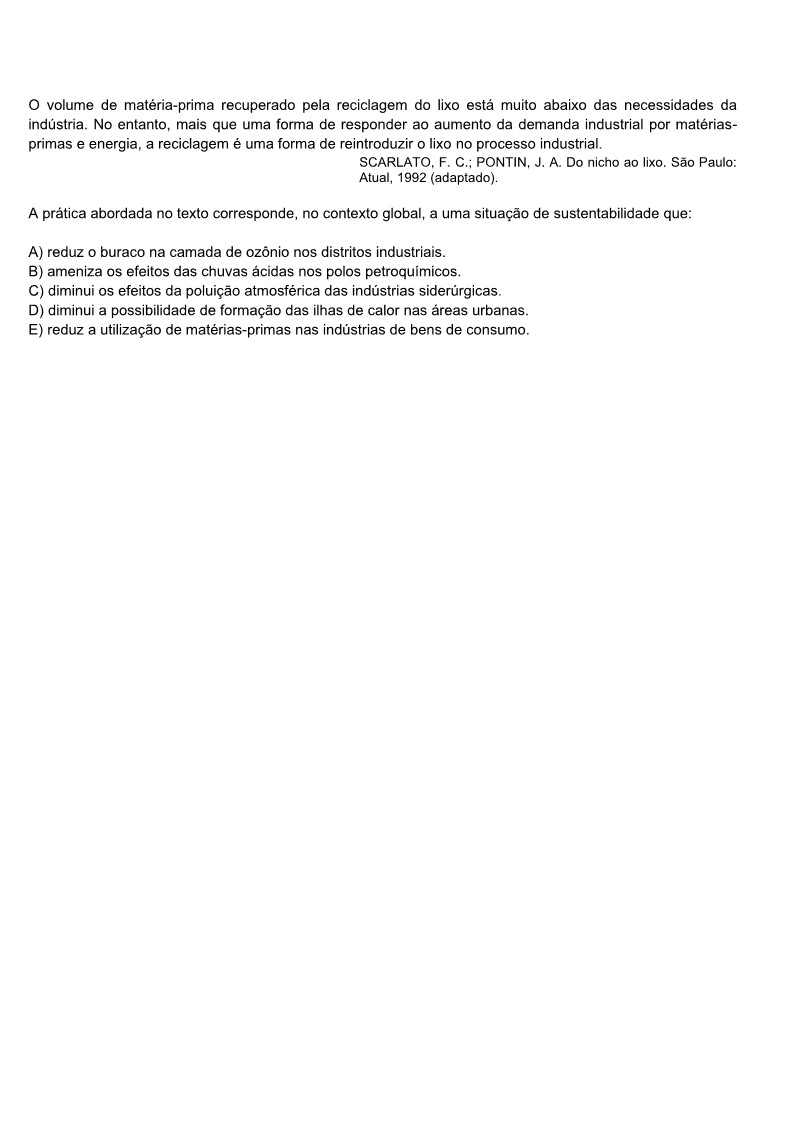 O volume de matéria-prima recuperado pela reciclagem do lixo está muito abaixo das necessidades da
indústria. No entanto, mais que uma forma de responder ao aumento da demanda industrial por matérias-
primas e energia, a reciclagem é uma forma de reintroduzir o lixo no processo industrial.
SCARLATO, F. C.; PONTIN, J. A. Do nicho ao lixo. São Paulo:
Atual, 1992 (adaptado).
A prática abordada no texto corresponde, no contexto global, a uma situação de sustentabilidade que:
A) reduz o buraco na camada de ozônio nos distritos industriais.
B) ameniza os efeitos das chuvas ácidas nos polos petroquímicos.
C) diminui os efeitos da poluição atmosférica das indústrias siderúrgicas.
D) diminui a possibilidade de formação das ilhas de calor nas áreas urbanas.
E) reduz a utilização de matérias-primas nas indústrias de bens de consumo.